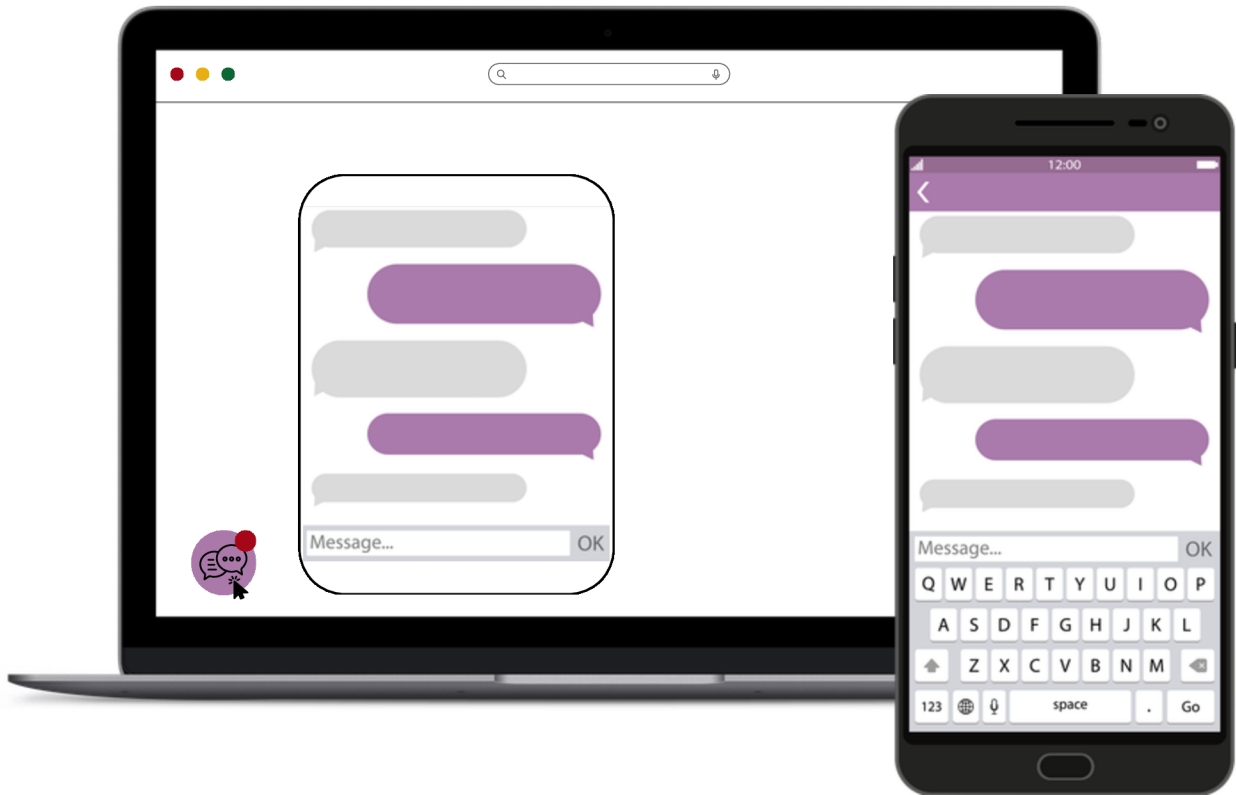 Message...
OK
12:00
Message...
OK
Q W E R T Y U I O P
A S D F G H J K L
Z X C V B N M
123 space . Go